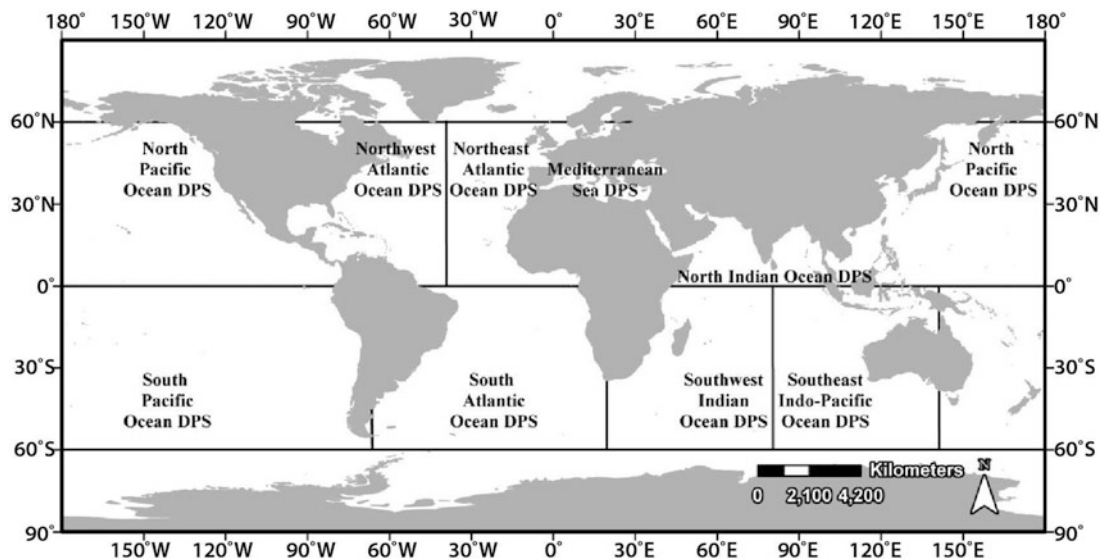 180° 150°W 120°W 90°W 60°W 30°W 0° 30°E 60°E 90°E 120°E 150°E 180°
60°N 60°N
North Northwest Northeast North
Pacific Atlantic Atlantic Mediterranean Pacific
Ocean DPS Ocean DPS Ocean DPS Sea DPS Ocean DPS
30°N 30°N
North Indian Ocean DPS
0° 0°
30°S 30°S
South South Southwest Southeast
Pacific Atlantic Indian Indo-Pacific
Ocean DPS Ocean DPS Ocean DPS Ocean DPS
60°S 60°S
Kilometers N
0 2,100 4,200
90° 90°
150°W 120°W 90°W 60°W 30°W 0° 30°E 60°E 90°E 120°E 150°E